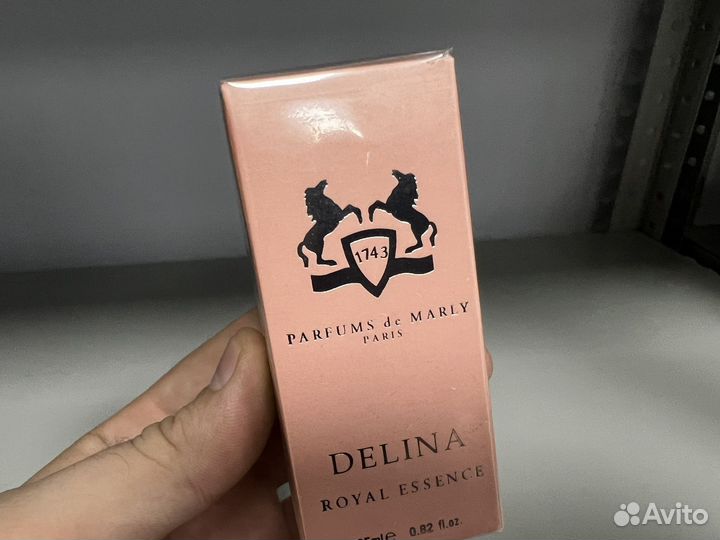 1743
PARFUMS de MARLY
PARIS
DELINA
ROYAL ESSENCE
0.82 fl.oz.
Avito